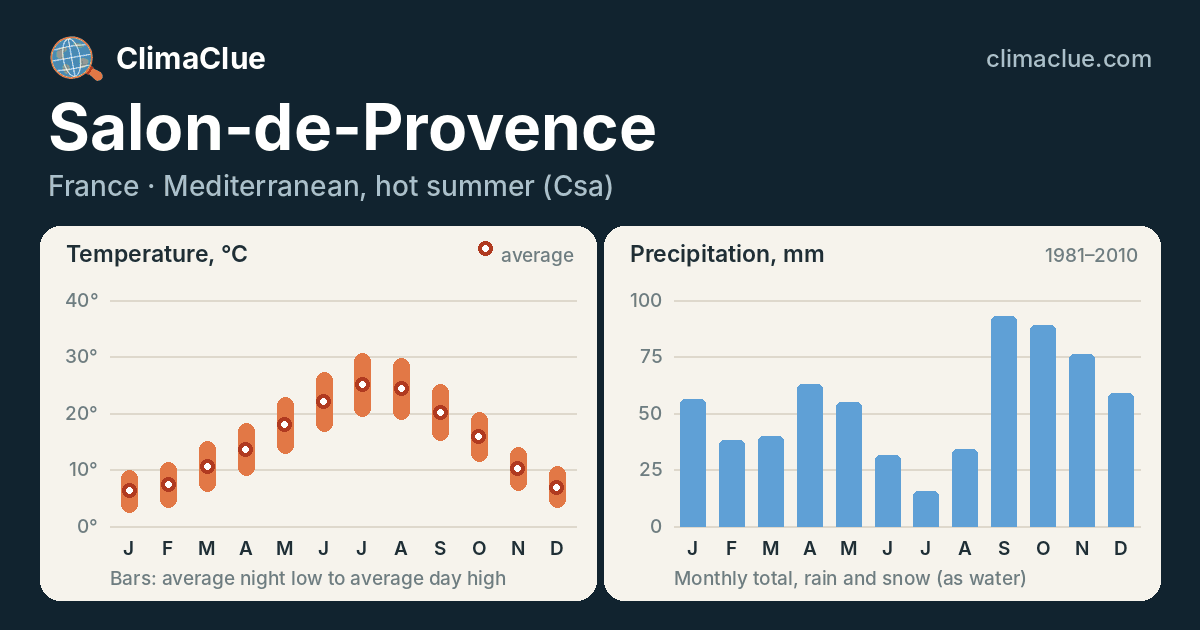 ClimaClue
climaclue.com
Salon-de-Provence
France · Mediterranean, hot summer (Csa)
Temperature, °C
average
40°
30°
20°
10°
0°
J F M A M J J A S O N D
Bars: average night low to average day high
Precipitation, mm
1981–2010
100
75
50
25
0
J F M A M J J A S O N D
Monthly total, rain and snow (as water)